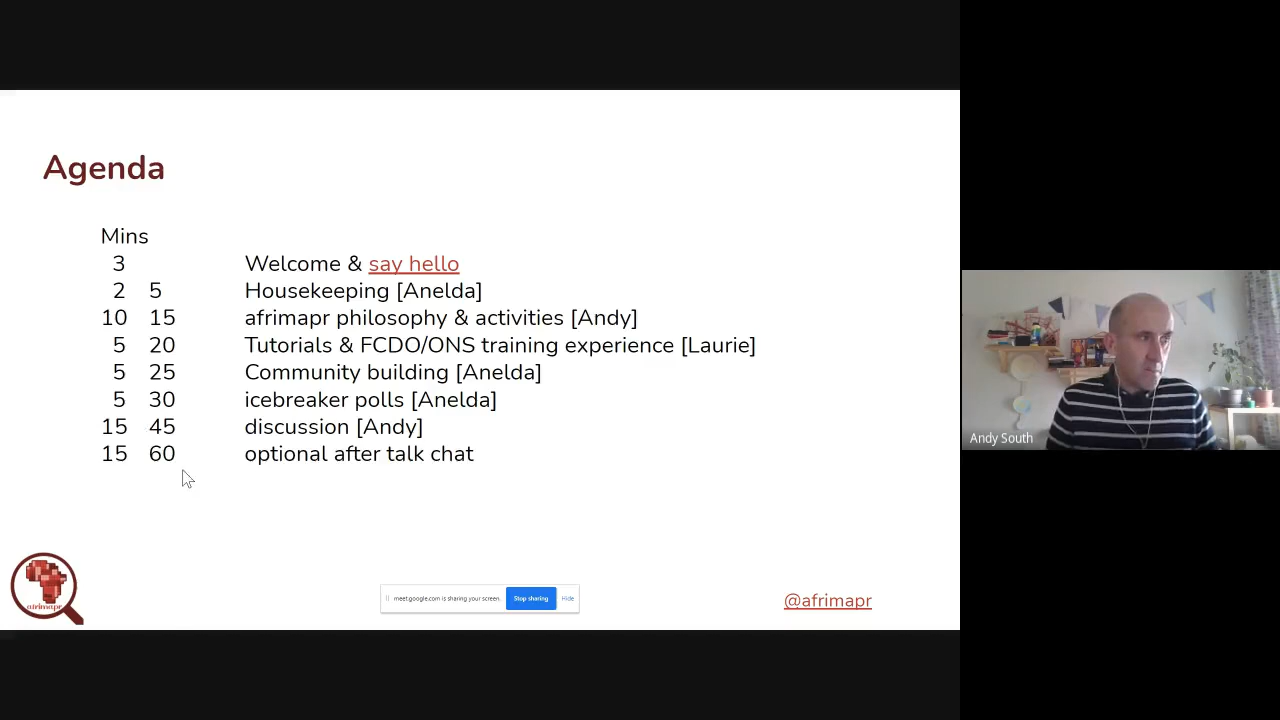 Agenda
Mins
3 Welcome & say hello
2 5 Housekeeping [Anelda]
10 15 afrimapr philosophy & activities [Andy]
5 20 Tutorials & FCDO/ONS training experience [Laurie]
5 25 Community building [Anelda]
5 30 icebreaker polls [Anelda]
15 45 discussion [Andy]
15 60 optional after talk chat
Andy South
afrimapr
meet.google.com is sharing your screen. Stop sharing Hide
@afrimapr